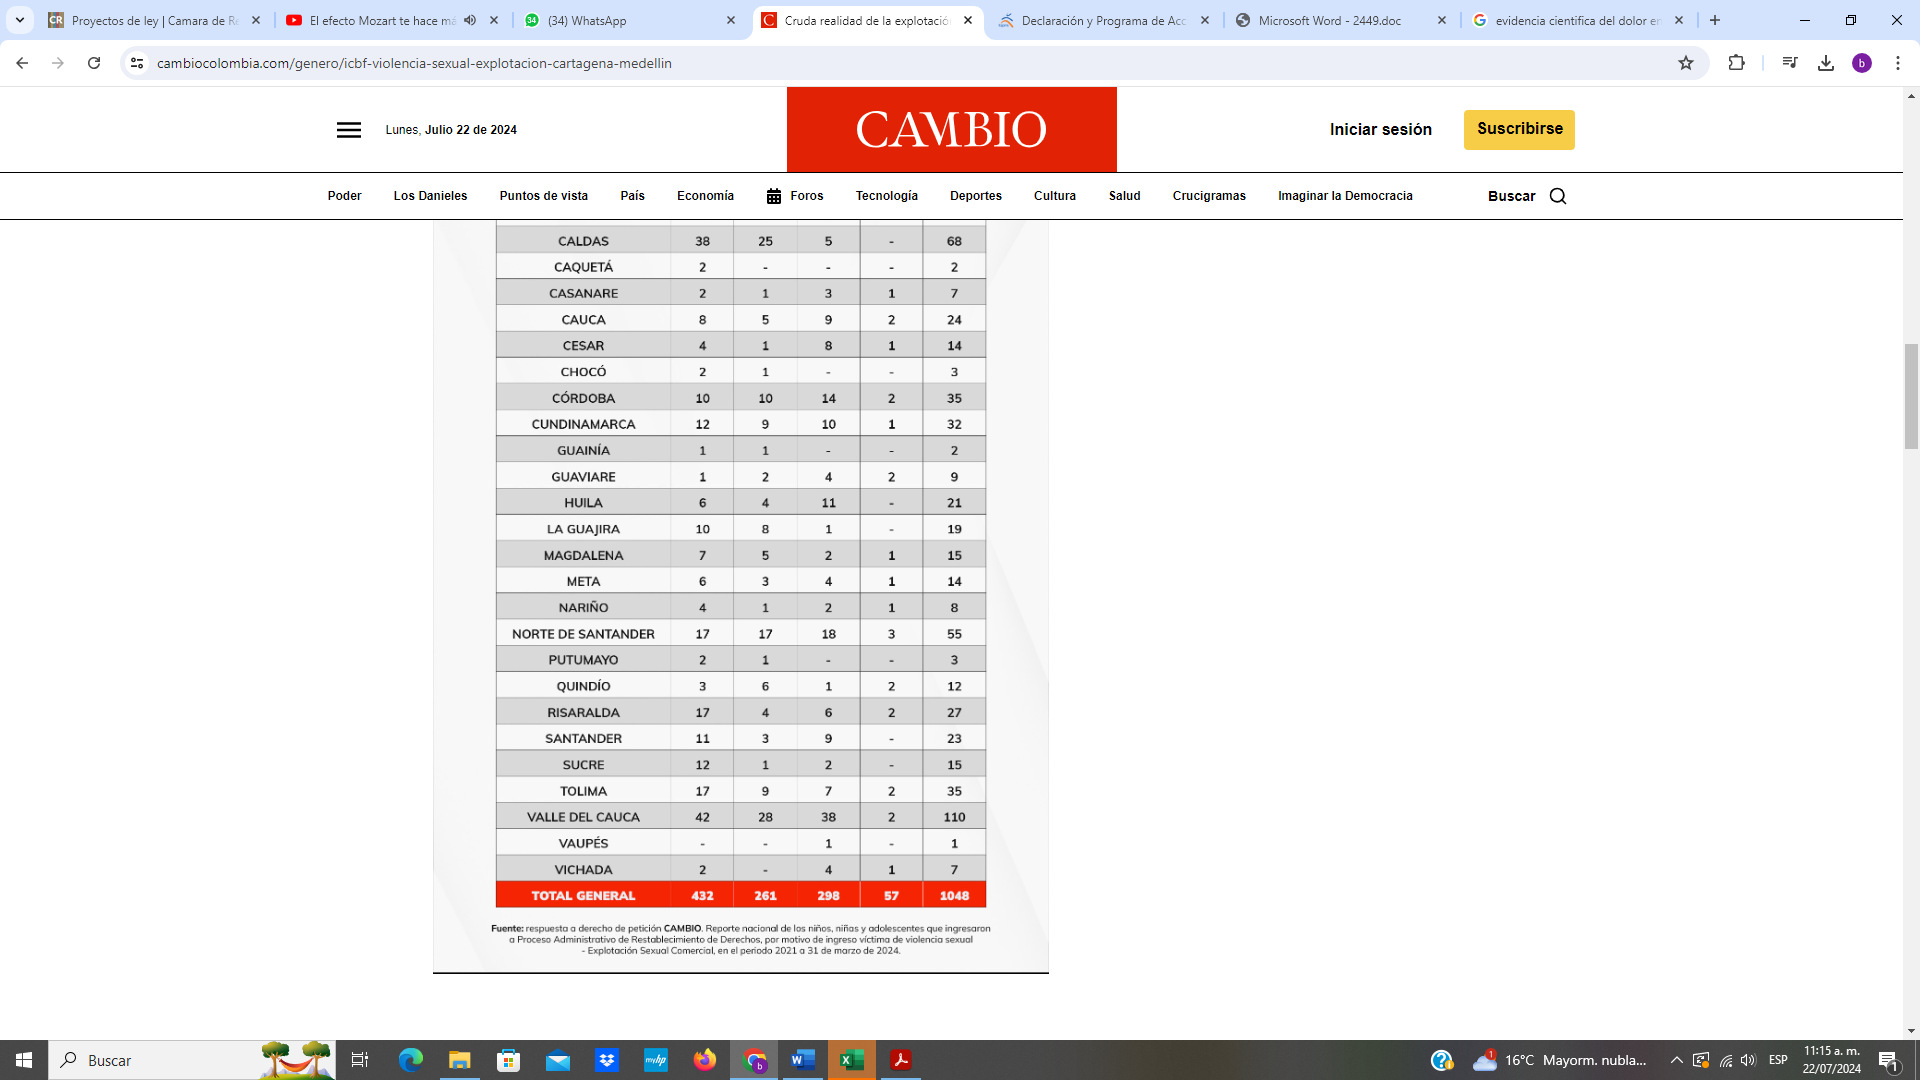 Proyectos de ley | Camara de Re
El efecto Mozart te hace má
(34) WhatsApp
Cruda realidad de la explotació
Declaración y Programa de Acc
Microsoft Word - 2449.doc
evidencia cientifica del dolor en
cambiocolombia.com/genero/icbf-violencia-sexual-explotacion-cartagena-medellin
b
Lunes, Julio 22 de 2024
CAMBIO
Iniciar sesión
Suscribirse
Poder Los Danieles Puntos de vista País Economía Foros Tecnología Deportes Cultura Salud Crucigramas Imaginar la Democracia Buscar
CALDAS 38 25 5 - 68
CAQUETÁ 2 - - - 2
CASANARE 2 1 3 1 7
CAUCA 8 5 9 2 24
CESAR 4 1 8 1 14
CHOCÓ 2 1 - - 3
CÓRDOBA 10 10 14 2 35
CUNDINAMARCA 12 9 10 1 32
GUAINÍA 1 1 - - 2
GUAVIARE 1 2 4 2 9
HUILA 6 4 11 - 21
LA GUAJIRA 10 8 1 - 19
MAGDALENA 7 5 2 1 15
META 6 3 4 1 14
NARIÑO 4 1 2 1 8
NORTE DE SANTANDER 17 17 18 3 55
PUTUMAYO 2 1 - - 3
QUINDÍO 3 6 1 2 12
RISARALDA 17 4 6 2 27
SANTANDER 11 3 9 - 23
SUCRE 12 1 2 - 15
TOLIMA 17 9 7 2 35
VALLE DEL CAUCA 42 28 38 2 110
VAUPÉS - - 1 - 1
VICHADA 2 - 4 1 7
TOTAL GENERAL 432 261 298 57 1048
Fuente: respuesta a derecho de petición CAMBIO. Reporte nacional de los niños, niñas y adolescentes que ingresaron
a Proceso Administrativo de Restablecimiento de Derechos, por motivo de ingreso víctima de violencia sexual
- Explotación Sexual Comercial, en el periodo 2021 a 31 de marzo de 2024.
Buscar
16°C Mayorm. nubla...
ESP
11:15 a. m.
22/07/2024